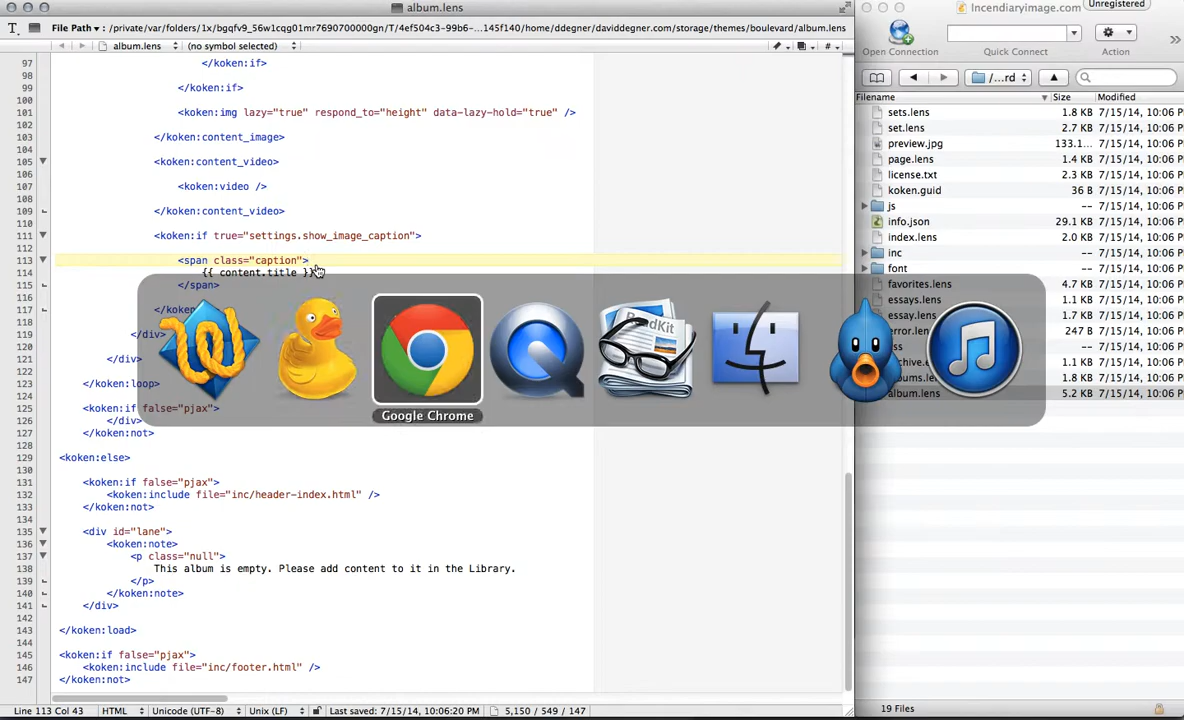 album.lens
File Path ▾ : /private/var/folders/1x/bgqfv9_56w1cqg01mr7690700000gn/T/4ef504c3-99b6-...145f140/home/ddegner/daviddegner.com/storage/themes/boulevard/album.lens
album.lens (no symbol selected)
97 </koken:if>
98
99 </koken:if>
100
101 <koken:img lazy="true" respond_to="height" data-lazy-hold="true" />
102
103 </koken:content_image>
104
105 <koken:content_video>
106
107 <koken:video />
108
109 </koken:content_video>
110
111 <koken:if true="settings.show_image_caption">
112
113 <span class="caption">
114 {{ content.title }}
115 </span>
116
117 </koken:
118
119 </div>
120
121 </div>
122
123 </koken:loop>
124
125 <koken:if false="pjax">
126 </div>
127 </koken:not>
128
129 <koken:else>
130
131 <koken:if false="pjax">
132 <koken:include file="inc/header-index.html" />
133 </koken:not>
134
135 <div id="lane">
136 <koken:note>
137 <p class="null">
138 This album is empty. Please add content to it in the Library.
139 </p>
140 </koken:note>
141 </div>
142
143 </koken:load>
144
145 <koken:if false="pjax">
146 <koken:include file="inc/footer.html" />
147 </koken:not>
Line 113 Col 43 HTML Unicode (UTF-8) Unix (LF) Last saved: 7/15/14, 10:06:20 PM 5,150 / 549 / 147
Google Chrome
ReadKit
Incendiaryimage.com
Unregistered
Open Connection Quick Connect Action
/...rd
Filename Size Modified
sets.lens 1.8 KB 7/15/14, 10:06 P
set.lens 2.7 KB 7/15/14, 10:06 P
preview.jpg 133.1... 7/15/14, 10:06 P
page.lens 1.4 KB 7/15/14, 10:06 P
license.txt 2.3 KB 7/15/14, 10:06 P
koken.guid 36 B 7/15/14, 10:06 P
js -- 7/15/14, 10:06 P
info.json 29.1 KB 7/15/14, 10:06 P
index.lens 2.0 KB 7/15/14, 10:06 P
inc -- 7/15/14, 10:06 P
font -- 7/15/14, 10:06 P
favorites.lens 1.2 KB 7/15/14, 10:06 P
essays.lens 1.1 KB 7/15/14, 10:06 P
essay.lens 1.7 KB 7/15/14, 10:06 P
error.lens 247 B 7/15/14, 10:06 P
ss -- 7/15/14, 10:06 P
chive.le 1.1 KB 7/15/14, 10:06 P
bums.len 1.8 KB 7/15/14, 10:06 P
album.lens 5.2 KB 7/15/14, 10:06 P
19 Files